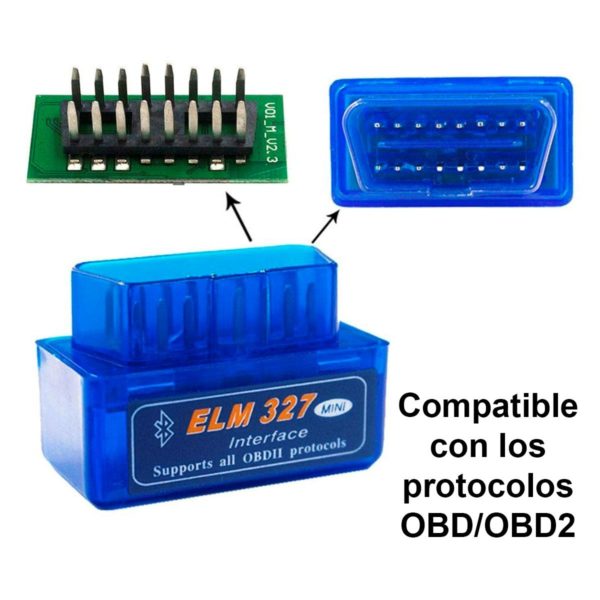 V01_M_V2.3
ELM 327 MINI
Interface
Supports all OBDII protocols
Compatible
con los
protocolos
OBD/OBD2